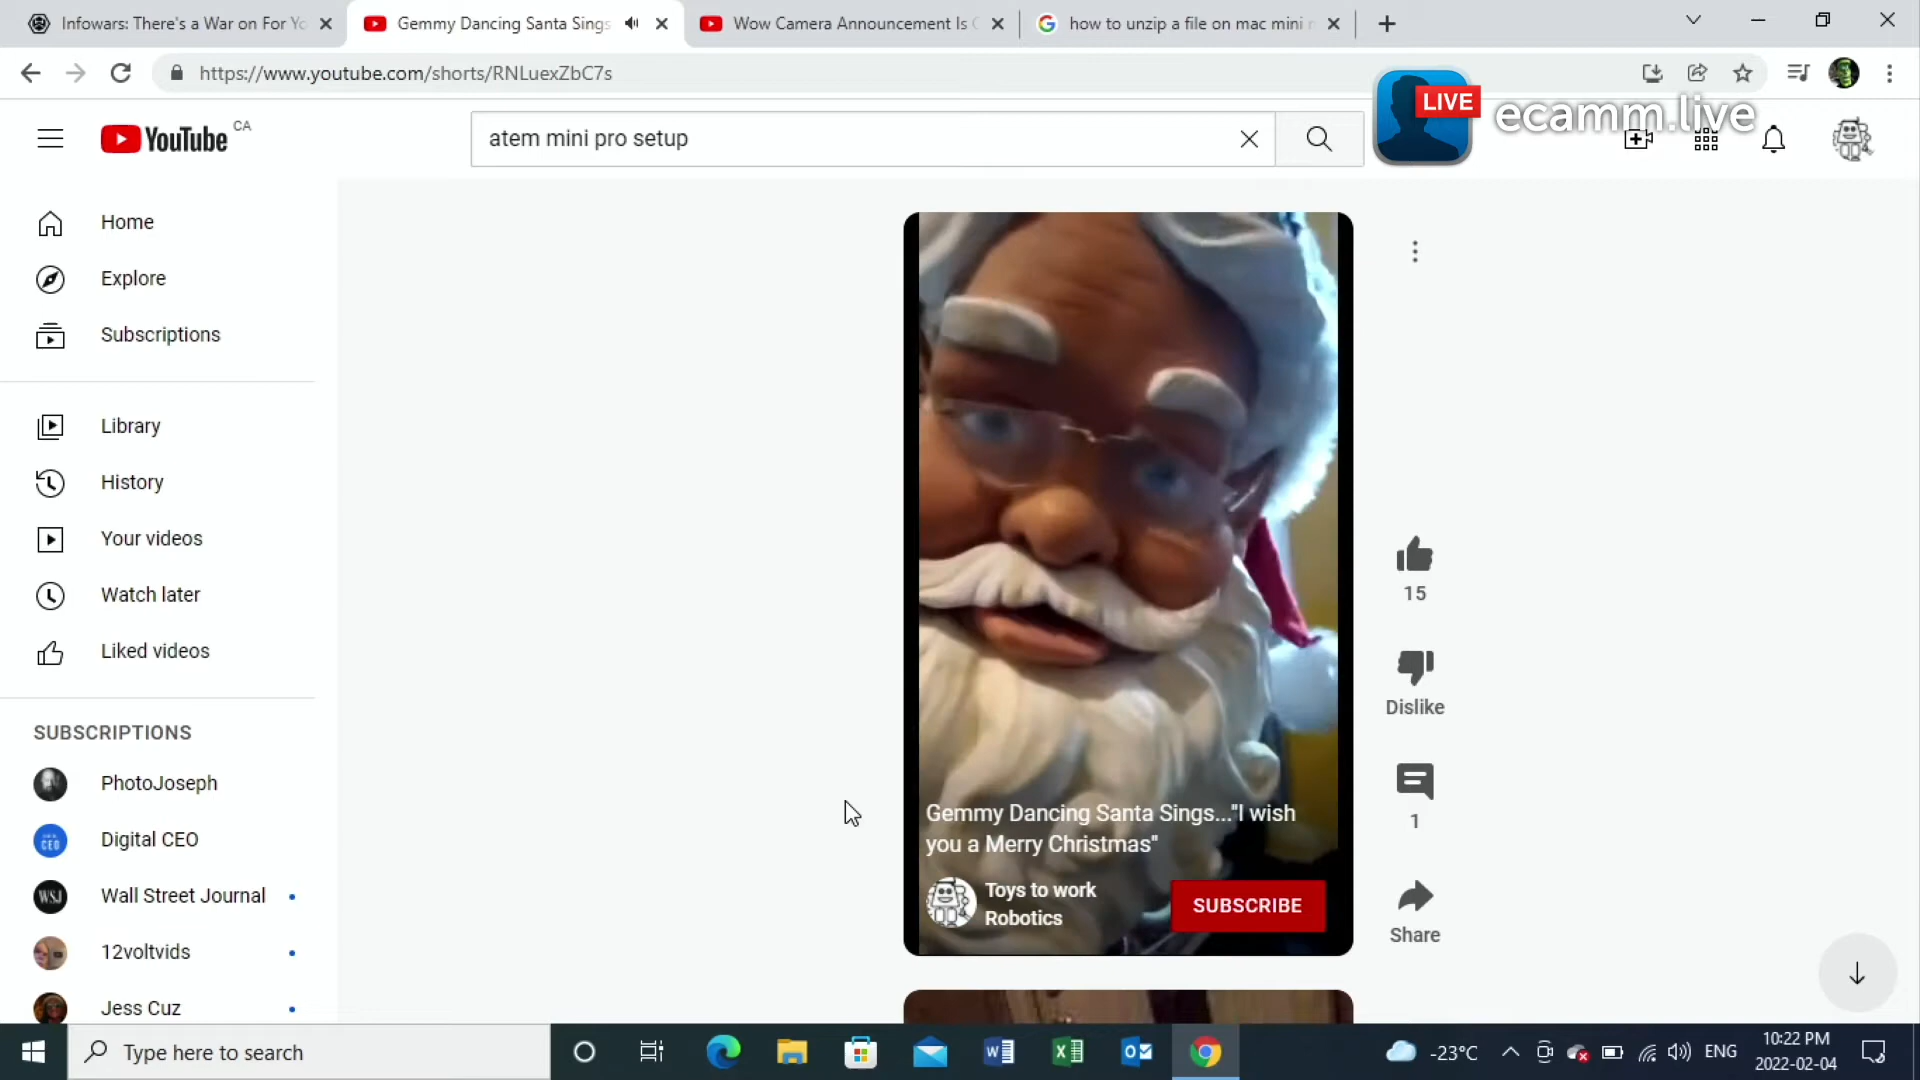 Infowars: There's a War on For Yo
Gemmy Dancing Santa Sings
Wow Camera Announcement Is
how to unzip a file on mac mini
https://www.youtube.com/shorts/RNLuexZbC7s
LIVE
ecamm.live
YouTube CA
atem mini pro setup
Home
Explore
Subscriptions
Library
History
Your videos
Watch later
Liked videos
SUBSCRIPTIONS
PhotoJoseph
Digital CEO
WSJ
Wall Street Journal
12voltvids
Jess Cuz
15
Dislike
1
Share
Gemmy Dancing Santa Sings..."I wish
you a Merry Christmas"
Toys to work
Robotics
SUBSCRIBE
Type here to search
-23°C
ENG
10:22 PM
2022-02-04